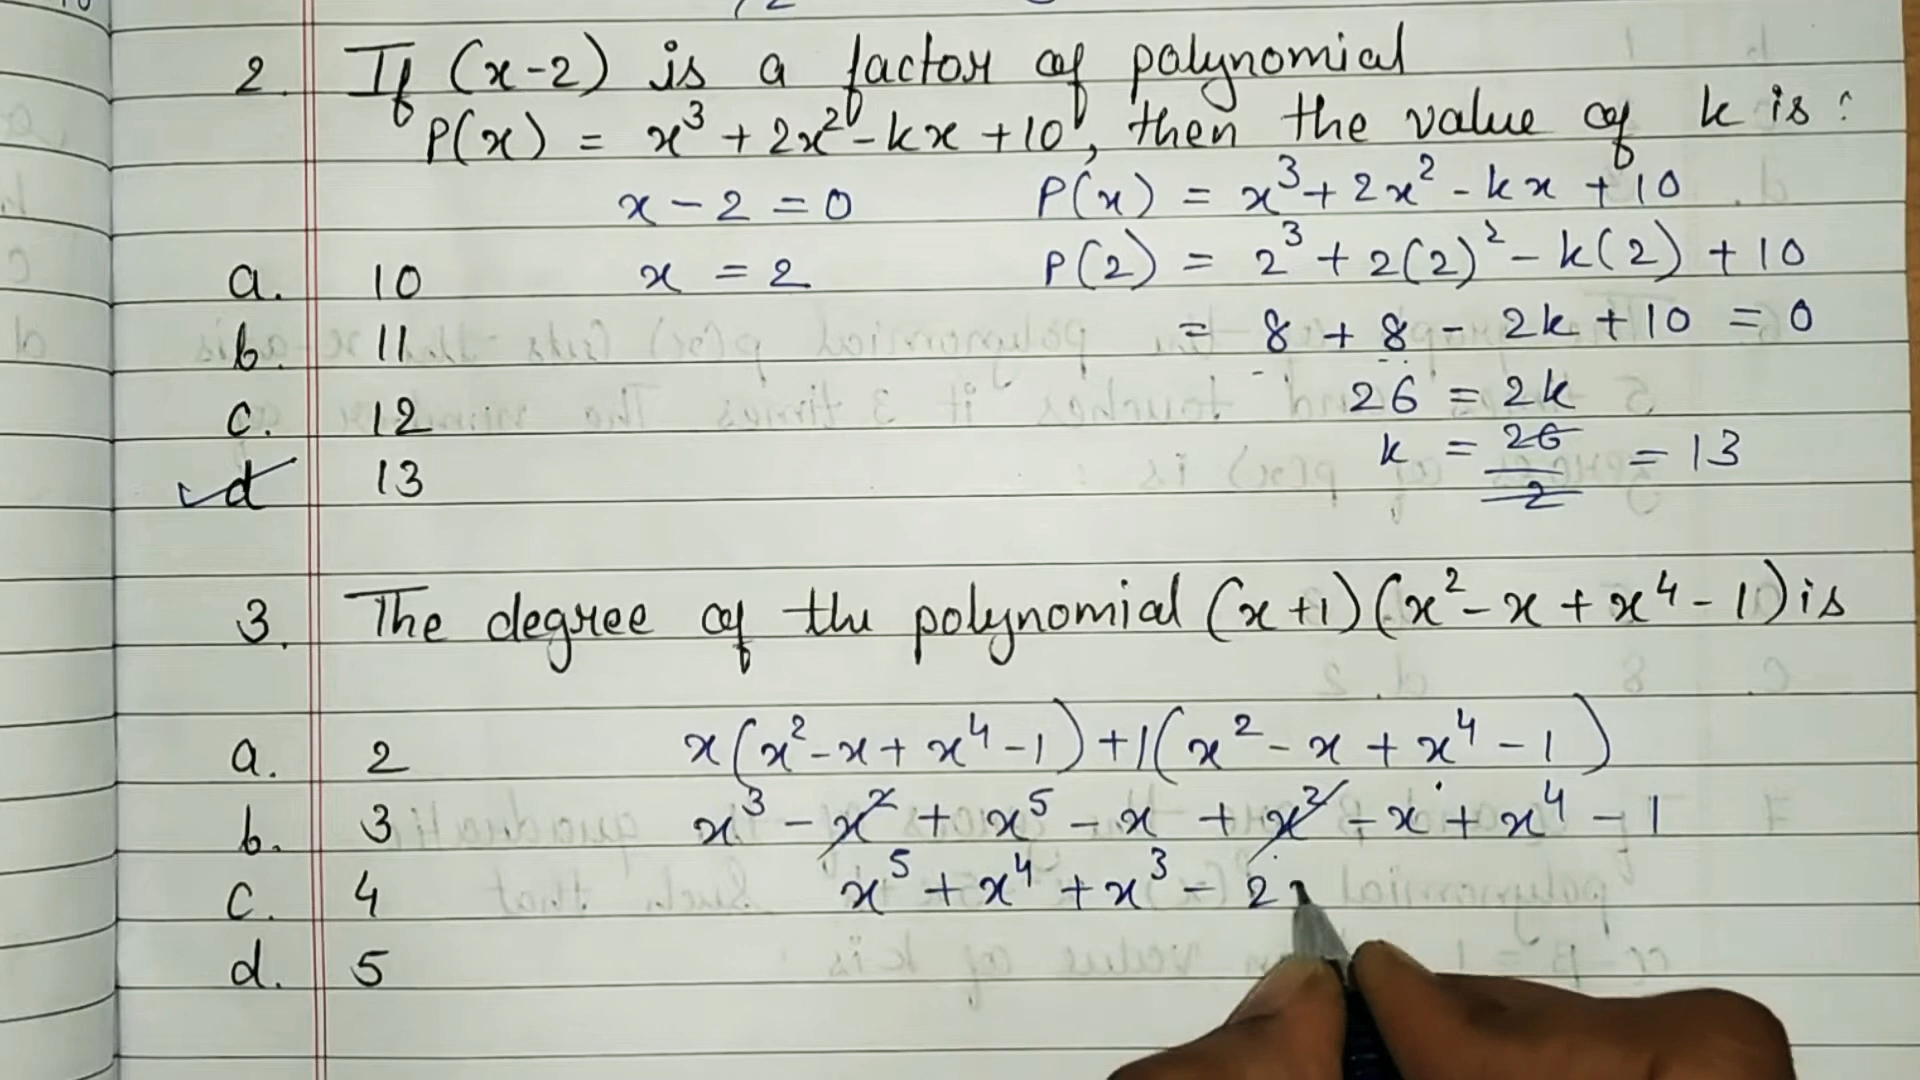 2. If (x-2) is a factor of polynomial
P(x) = x³ + 2x² - kx + 10, then the value of k is :
x - 2 = 0 P(x) = x³ + 2x² - kx + 10
a. 10 x = 2 P(2) = 2³ + 2(2)² - k(2) + 10
b. 11 = 8 + 8 - 2k + 10 = 0
26 = 2k
c. 12
k = 26/2 = 13
d 13
3. The degree of the polynomial (x+1)(x² - x + x⁴ - 1) is
a. 2 x(x² - x + x⁴ - 1) + 1(x² - x + x⁴ - 1)
b. 3 x³ - x² + x⁵ - x + x² - x + x⁴ - 1
c. 4 x⁵ + x⁴ + x³ - 2
d. 5